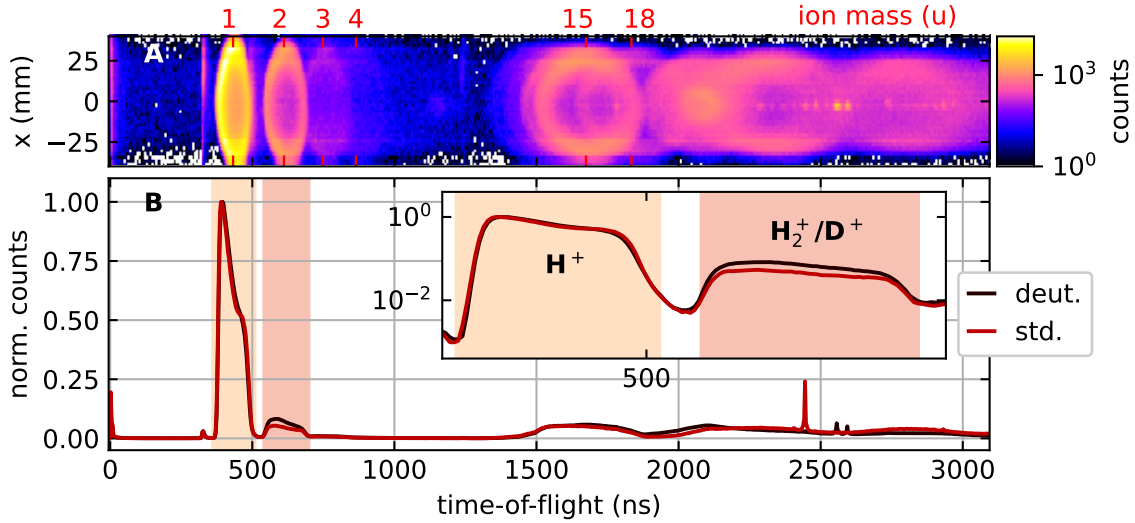 1 2 3 4 15 18 ion mass (u)
A
x (mm)
25
0
−25
10³
10⁰
counts
B
norm. counts
1.00
0.75
0.50
0.25
0.00
10⁰
10⁻²
H⁺
H₂⁺/D⁺
500
deut.
std.
0 500 1000 1500 2000 2500 3000
time-of-flight (ns)